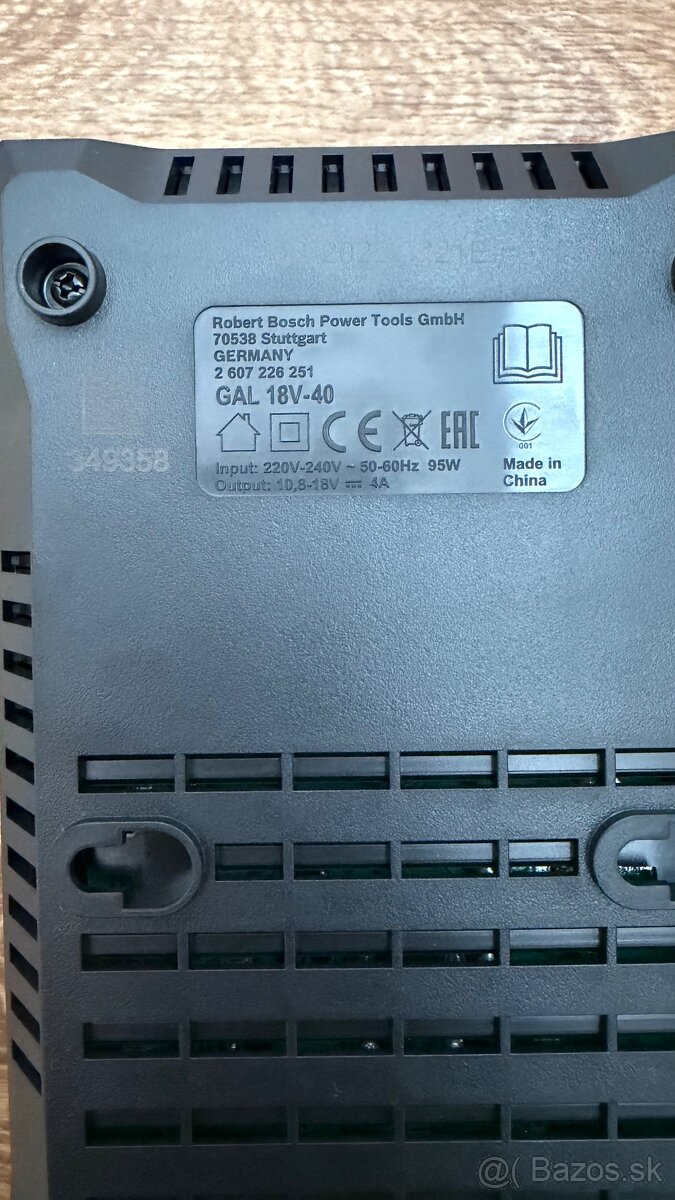 Robert Bosch Power Tools GmbH
70538 Stuttgart
GERMANY
2 607 226 251
GAL 18V-40
CE EAC
001
Input: 220V-240V ~ 50-60Hz 95W
Output: 10,8-18V ⎓ 4A
Made in
China
349358
@( Bazos.sk